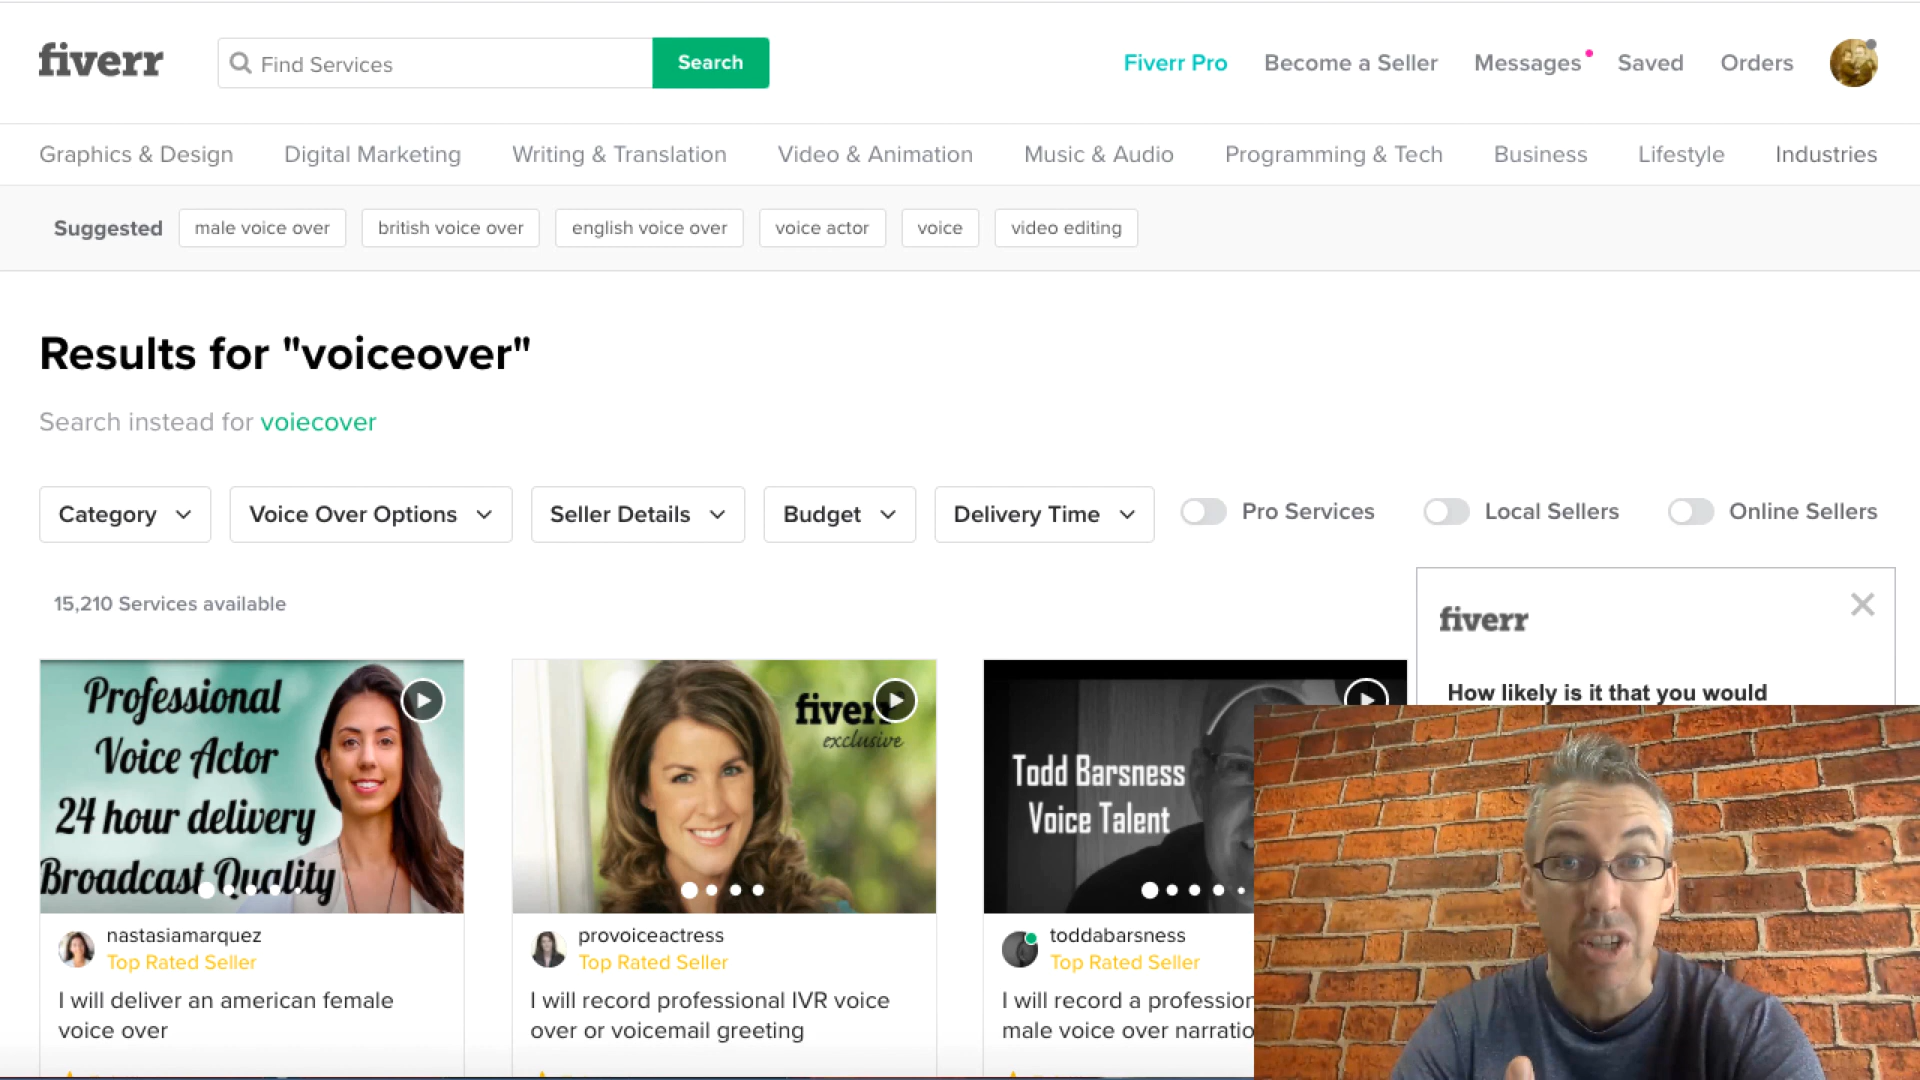 fiverr
Find Services
Search
Fiverr Pro
Become a Seller
Messages
Saved
Orders
Graphics & Design
Digital Marketing
Writing & Translation
Video & Animation
Music & Audio
Programming & Tech
Business
Lifestyle
Industries
Suggested
male voice over
british voice over
english voice over
voice actor
voice
video editing
Results for "voiceover"
Search instead for voiecover
Category
Voice Over Options
Seller Details
Budget
Delivery Time
Pro Services
Local Sellers
Online Sellers
15,210 Services available
fiverr
How likely is it that you would
Professional
Voice Actor
24 hour delivery
Broadcast Quality
nastasiamarquez
Top Rated Seller
I will deliver an american female
voice over
fiverr
exclusive
provoiceactress
Top Rated Seller
I will record professional IVR voice
over or voicemail greeting
Todd Barsness
Voice Talent
toddabarsness
Top Rated Seller
I will record a profession
male voice over narratio